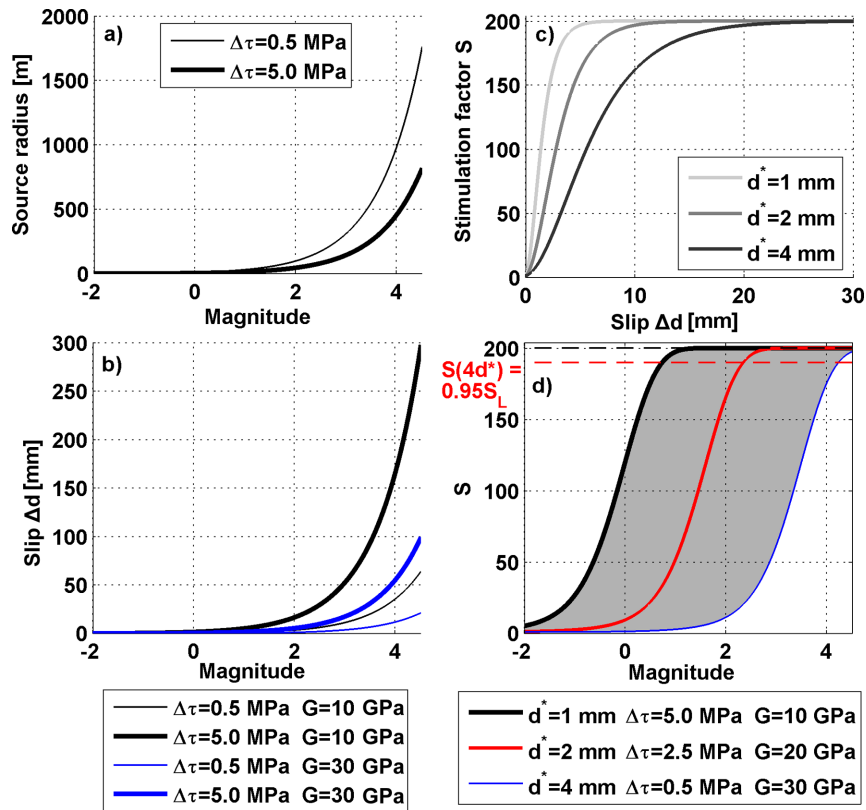 a)
Δτ=0.5 MPa
Δτ=5.0 MPa
Source radius [m]
2000
1750
1500
1000
500
0
-2 0 2 4
Magnitude
c)
Stimulation factor S
200
150
100
50
0
d*=1 mm
d*=2 mm
d*=4 mm
0 10 20 30
Slip Δd [mm]
b)
Slip Δd [mm]
300
250
200
150
100
50
0
-2 0 2 4
Magnitude
Δτ=0.5 MPa G=10 GPa
Δτ=5.0 MPa G=10 GPa
Δτ=0.5 MPa G=30 GPa
Δτ=5.0 MPa G=30 GPa
d)
S(4d*) =
0.95S_L
S
200
150
100
50
0
-2 0 2 4
Magnitude
d*=1 mm Δτ=5.0 MPa G=10 GPa
d*=2 mm Δτ=2.5 MPa G=20 GPa
d*=4 mm Δτ=0.5 MPa G=30 GPa